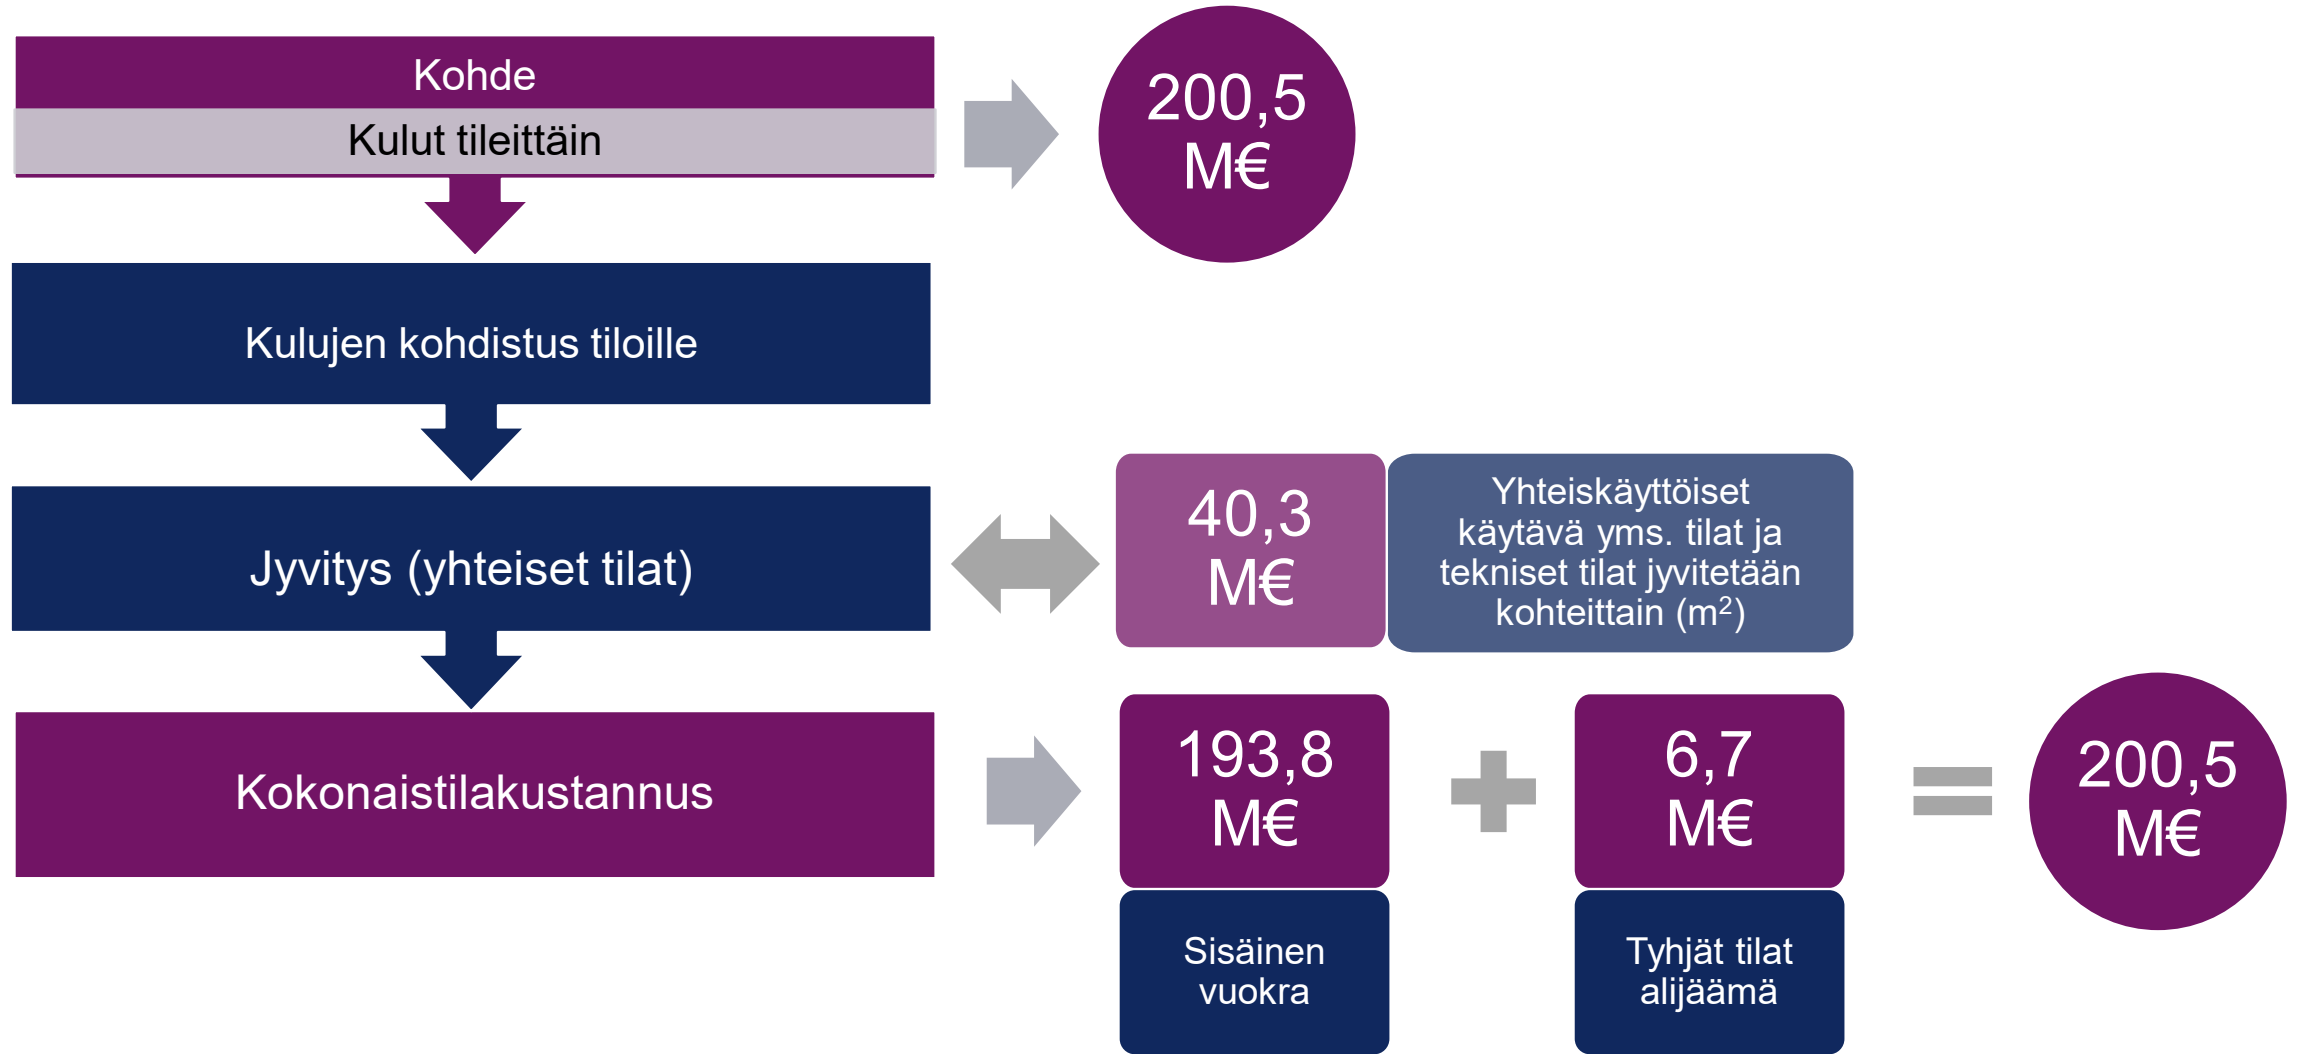 Kohde
Kulut tileittäin
200,5
M€
Kulujen kohdistus tiloille
Jyvitys (yhteiset tilat)
40,3
M€
Yhteiskäyttöiset
käytävä yms. tilat ja
tekniset tilat jyvitetään
kohteittain (m²)
Kokonaistilakustannus
193,8
M€
6,7
M€
200,5
M€
Sisäinen
vuokra
Tyhjät tilat
alijäämä